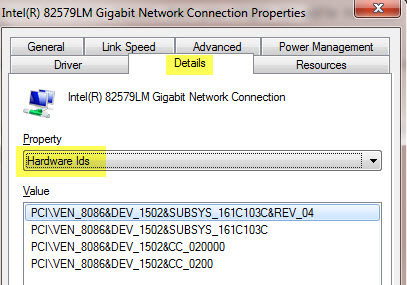 Intel(R) 82579LM Gigabit Network Connection Properties
General Link Speed Advanced Power Management
Driver Details Resources
Intel(R) 82579LM Gigabit Network Connection
Property
Hardware Ids
Value
PCI\VEN_8086&DEV_1502&SUBSYS_161C103C&REV_04
PCI\VEN_8086&DEV_1502&SUBSYS_161C103C
PCI\VEN_8086&DEV_1502&CC_020000
PCI\VEN_8086&DEV_1502&CC_0200